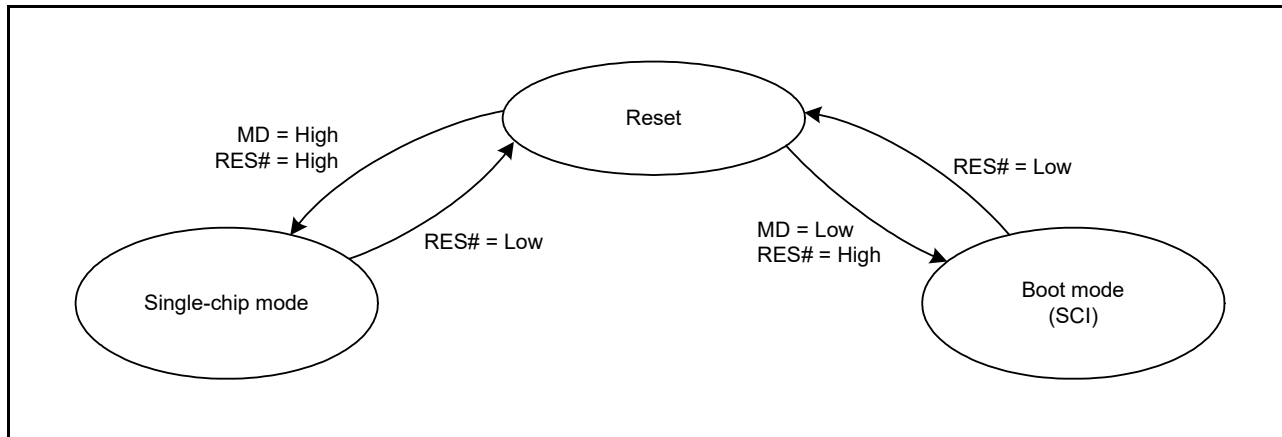 Reset
MD = High
RES# = High
RES# = Low
RES# = Low
MD = Low
RES# = High
Single-chip mode
Boot mode
(SCI)